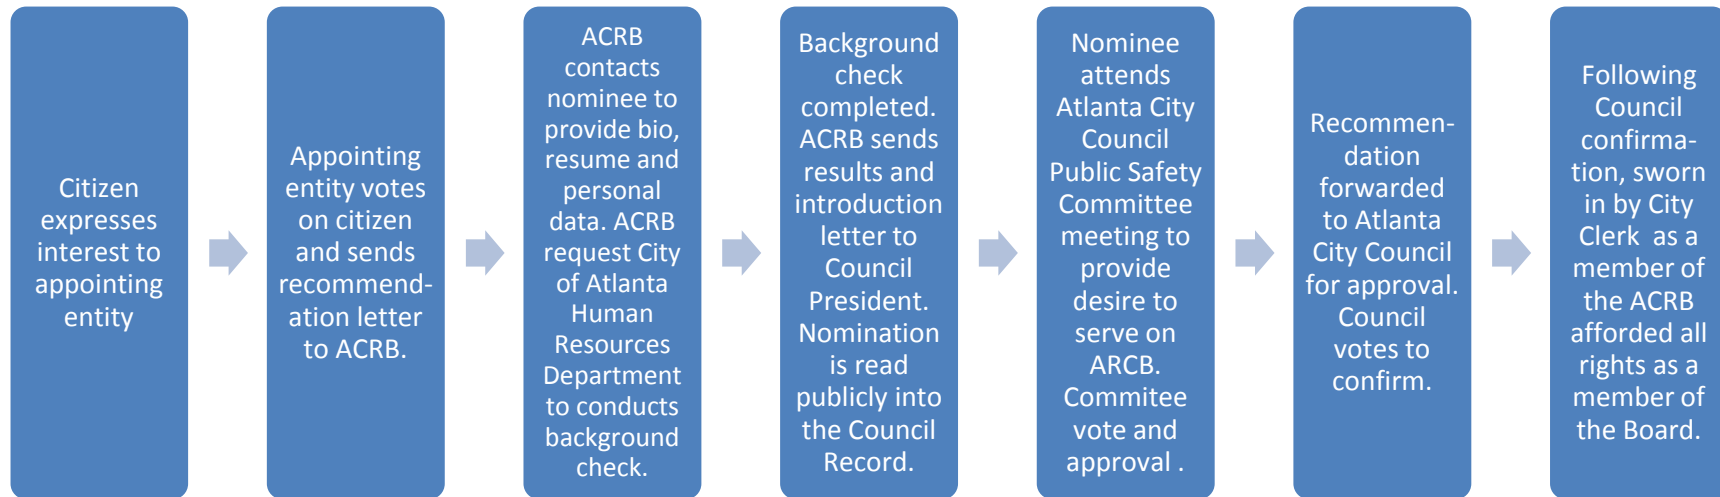 Citizen
expresses
interest to
appointing
entity
Appointing
entity votes
on citizen
and sends
recommend-
ation letter
to ACRB.
ACRB
contacts
nominee to
provide bio,
resume and
personal
data. ACRB
request City
of Atlanta
Human
Resources
Department
to conducts
background
check.
Background
check
completed.
ACRB sends
results and
introduction
letter to
Council
President.
Nomination
is read
publicly into
the Council
Record.
Nominee
attends
Atlanta City
Council
Public Safety
Committee
meeting to
provide
desire to
serve on
ARCB.
Commitee
vote and
approval .
Recommen-
dation
forwarded
to Atlanta
City Council
for approval.
Council
votes to
confirm.
Following
Council
confirma-
tion, sworn
in by City
Clerk  as a
member of
the ACRB
afforded all
rights as a
member of
the Board.